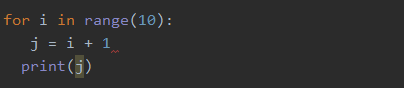 for i in range(10):
    j = i + 1
   print(j)